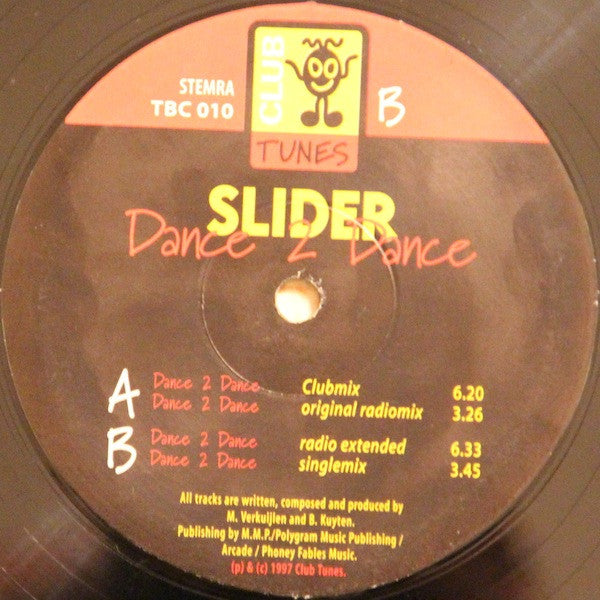 STEMRA
TBC 010
CLUB
TUNES
B
SLIDER
Dance 2 Dance
A
Dance 2 Dance Clubmix 6.20
Dance 2 Dance original radiomix 3.26
B
Dance 2 Dance radio extended 6.33
Dance 2 Dance singlemix 3.45
All tracks are written, composed and produced by
M. Verkuijlen and B. Kuyten.
Publishing by M.M.P./Polygram Music Publishing /
Arcade / Phoney Fables Music.
(p) & (c) 1997 Club Tunes.